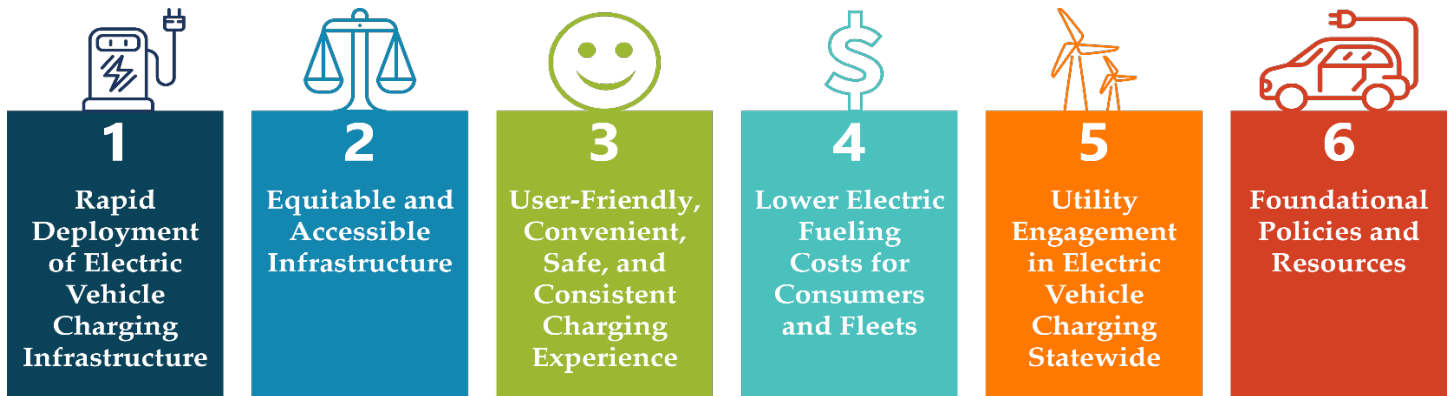 1
Rapid
Deployment
of Electric
Vehicle
Charging
Infrastructure
2
Equitable and
Accessible
Infrastructure
3
User-Friendly,
Convenient,
Safe, and
Consistent
Charging
Experience
$
4
Lower Electric
Fueling
Costs for
Consumers
and Fleets
5
Utility
Engagement
in Electric
Vehicle
Charging
Statewide
6
Foundational
Policies and
Resources